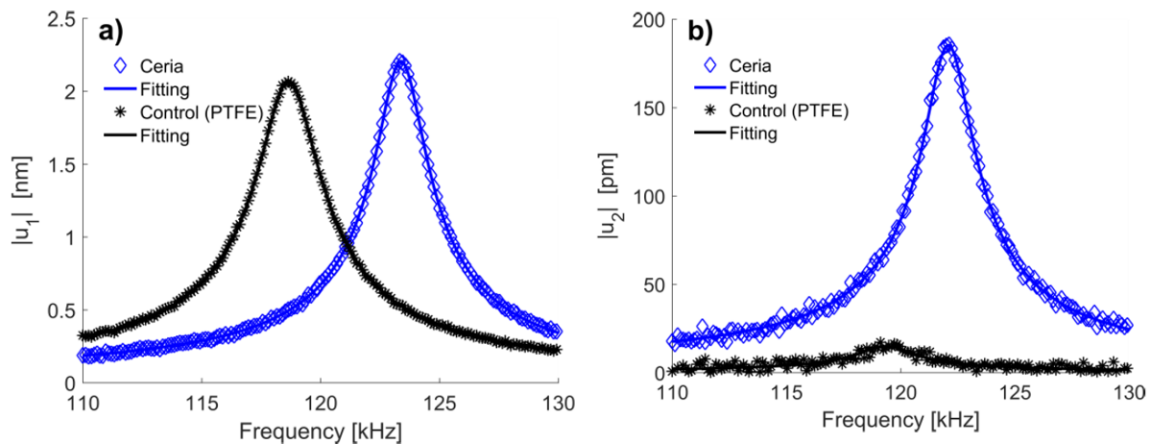 a)
Ceria
Fitting
Control (PTFE)
Fitting
|u1| [nm]
2.5
2
1.5
1
0.5
0
110
115
120
125
130
Frequency [kHz]
b)
Ceria
Fitting
Control (PTFE)
Fitting
|u2| [pm]
200
150
100
50
0
110
115
120
125
130
Frequency [kHz]